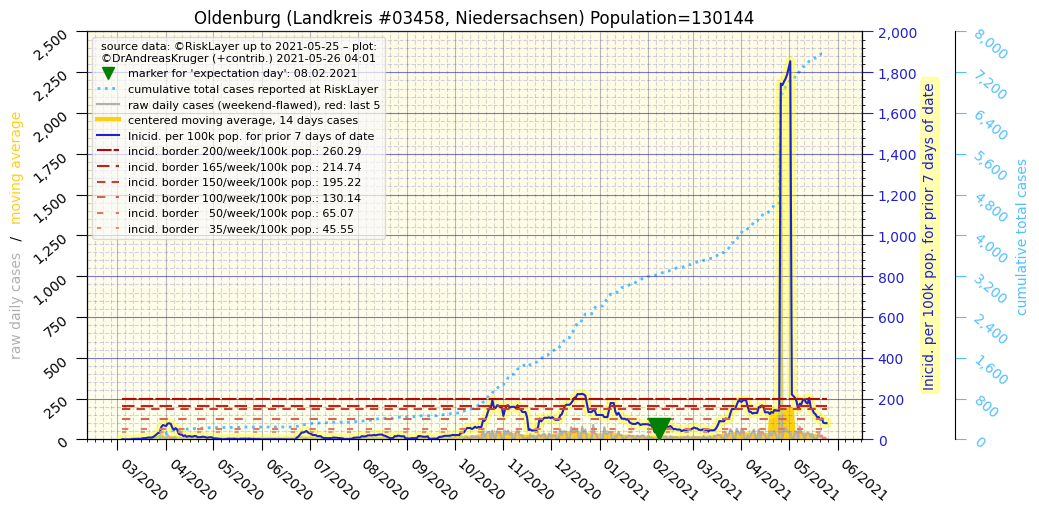 Oldenburg (Landkreis #03458, Niedersachsen) Population=130144
source data: ©RiskLayer up to 2021-05-25 – plot:
©DrAndreasKruger (+contrib.) 2021-05-26 04:01
marker for 'expectation day': 08.02.2021
cumulative total cases reported at RiskLayer
raw daily cases (weekend-flawed), red: last 5
centered moving average, 14 days cases
Inicid. per 100k pop. for prior 7 days of date
incid. border 200/week/100k pop.: 260.29
incid. border 165/week/100k pop.: 214.74
incid. border 150/week/100k pop.: 195.22
incid. border 100/week/100k pop.: 130.14
incid. border   50/week/100k pop.: 65.07
incid. border   35/week/100k pop.: 45.55
raw daily cases / moving average
2,500
2,250
2,000
1,750
1,500
1,250
1,000
750
500
250
0
2,000
1,800
1,600
1,400
1,200
1,000
800
600
400
200
0
Inicid. per 100k pop. for prior 7 days of date
8,000
7,200
6,400
5,600
4,800
4,000
3,200
2,400
1,600
800
0
cumulative total cases
03/2020
04/2020
05/2020
06/2020
07/2020
08/2020
09/2020
10/2020
11/2020
12/2020
01/2021
02/2021
03/2021
04/2021
05/2021
06/2021